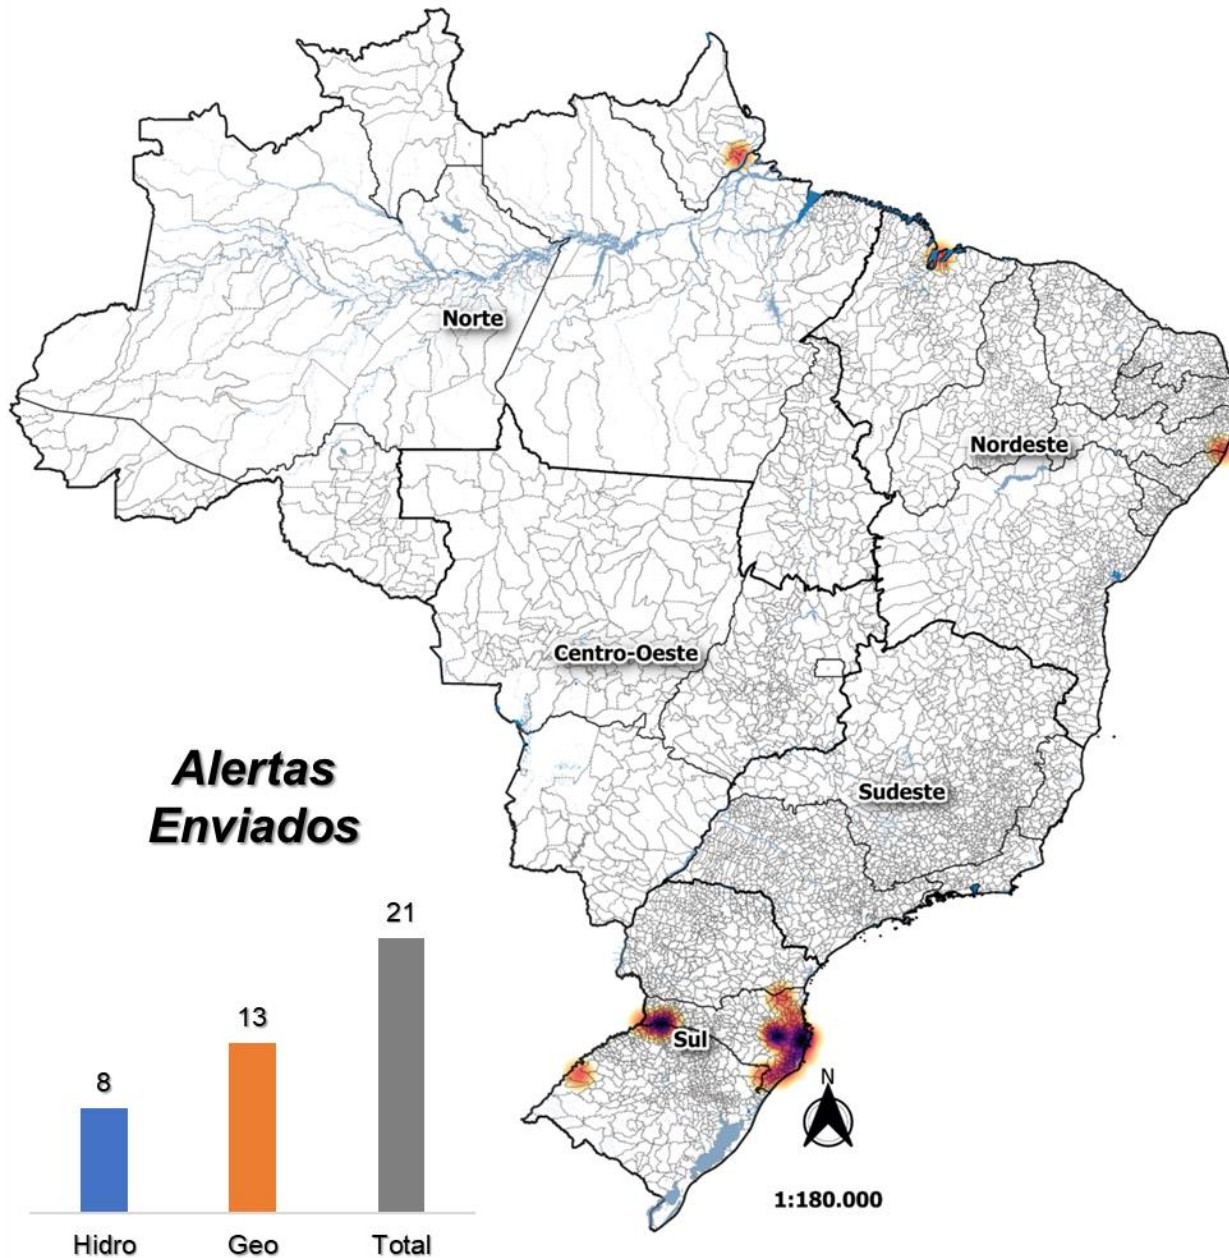 Norte
Nordeste
Centro-Oeste
Sudeste
Sul
N
1:180.000
Alertas
Enviados
21
13
8
Hidro
Geo
Total